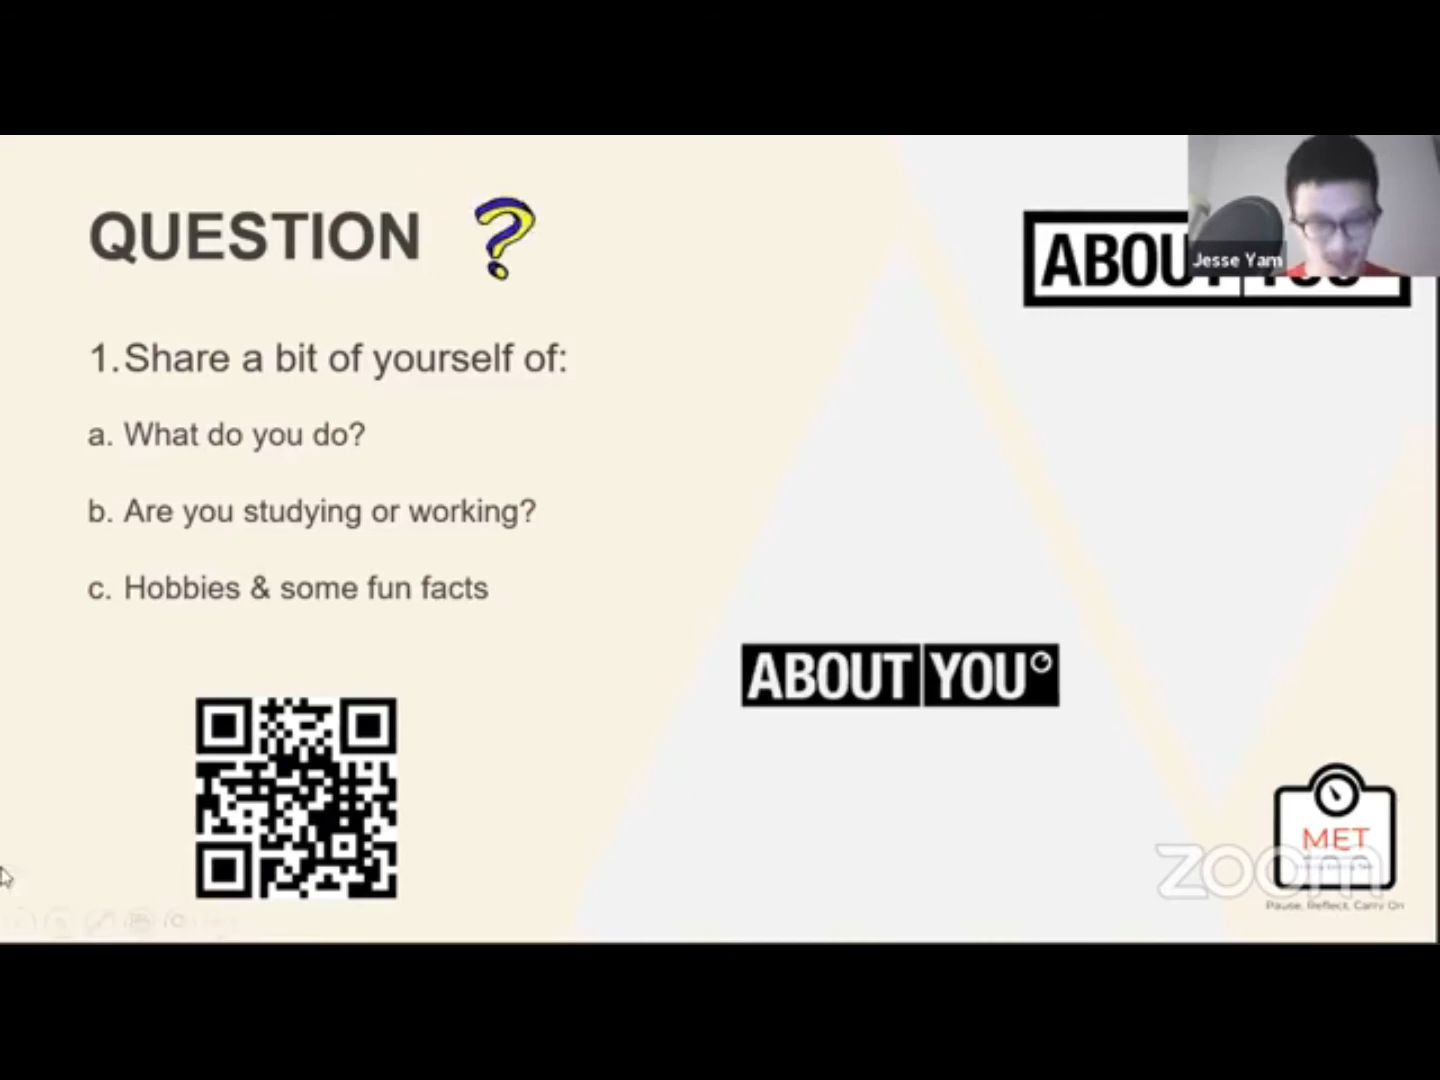 QUESTION ?
1. Share a bit of yourself of:
a. What do you do?
b. Are you studying or working?
c. Hobbies & some fun facts
ABOUT YOU
Jesse Yam
ABOUT YOU
MET
zoom
Pause, Reflect, Carry On